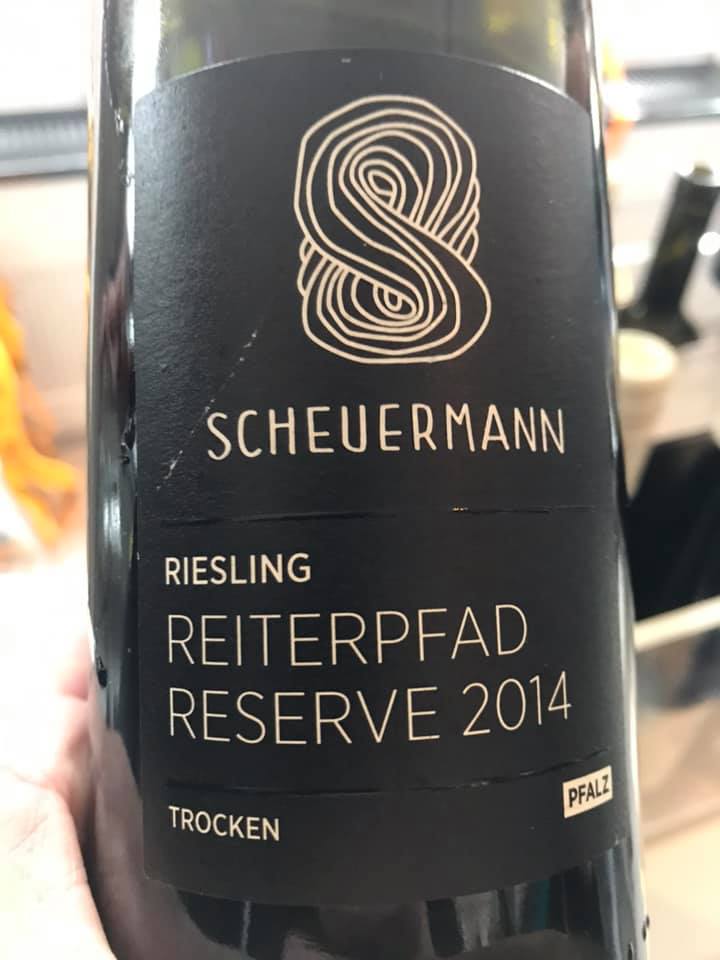 SCHEUERMANN
RIESLING
REITERPFAD
RESERVE 2014
PFALZ
TROCKEN